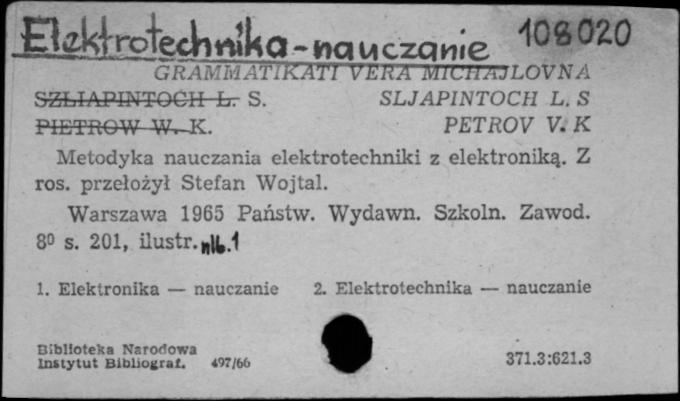 Elektrotechnika-nauczanie 108020
GRAMMATIKATI VERA MICHAJLOVNA
SZLIAPINTOCH L. S. SLJAPINTOCH L. S
PIETROW W. K. PETROV V. K
Metodyka nauczania elektrotechniki z elektroniką. Z
ros. przełożył Stefan Wojtal.
Warszawa 1965 Państw. Wydawn. Szkoln. Zawod.
8º s. 201, ilustr. nlb. 1
1. Elektronika — nauczanie 2. Elektrotechnika — nauczanie
Biblioteka Narodowa
Instytut Bibliograf. 497/66 371.3:621.3